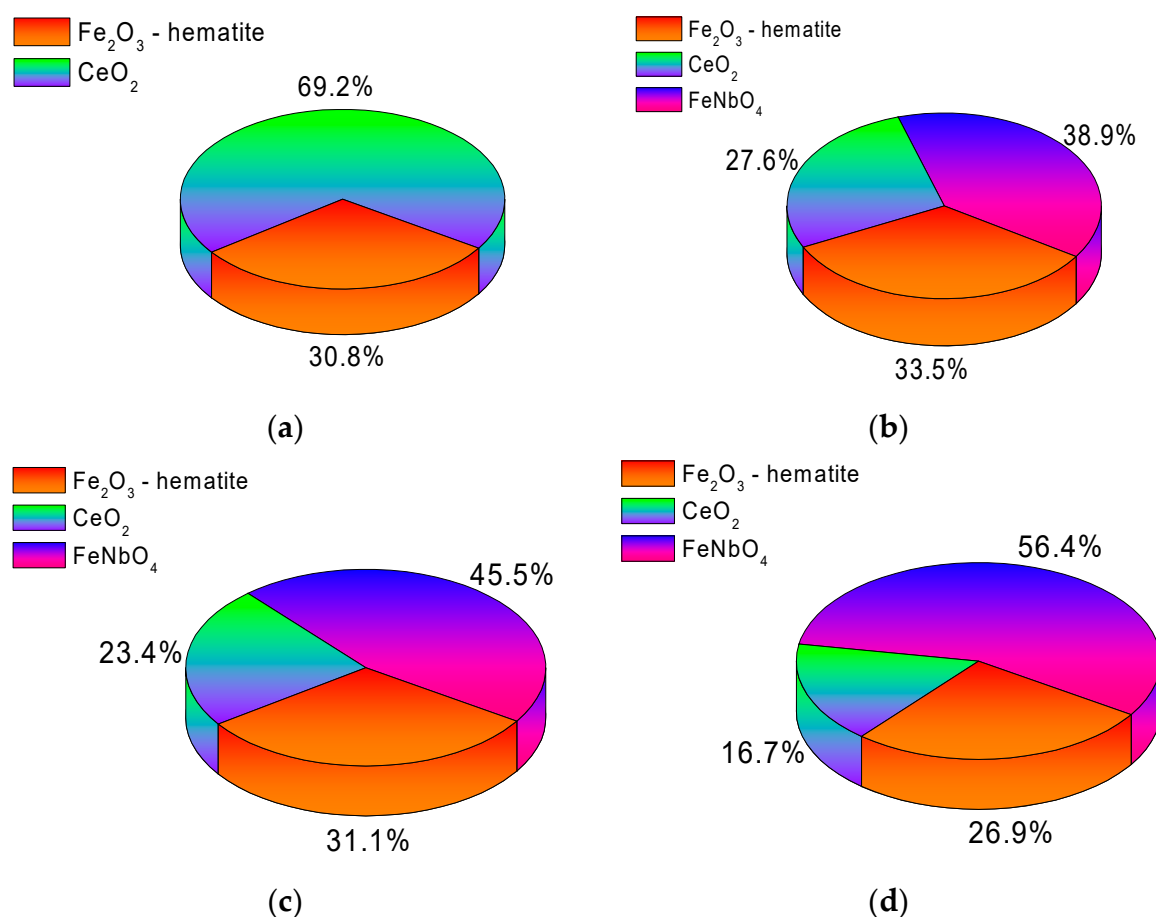 Fe₂O₃ - hematite
CeO₂
69.2%
30.8%
(a)
Fe₂O₃ - hematite
CeO₂
FeNbO₄
38.9%
27.6%
33.5%
(b)
Fe₂O₃ - hematite
CeO₂
FeNbO₄
45.5%
23.4%
31.1%
(c)
Fe₂O₃ - hematite
CeO₂
FeNbO₄
56.4%
16.7%
26.9%
(d)